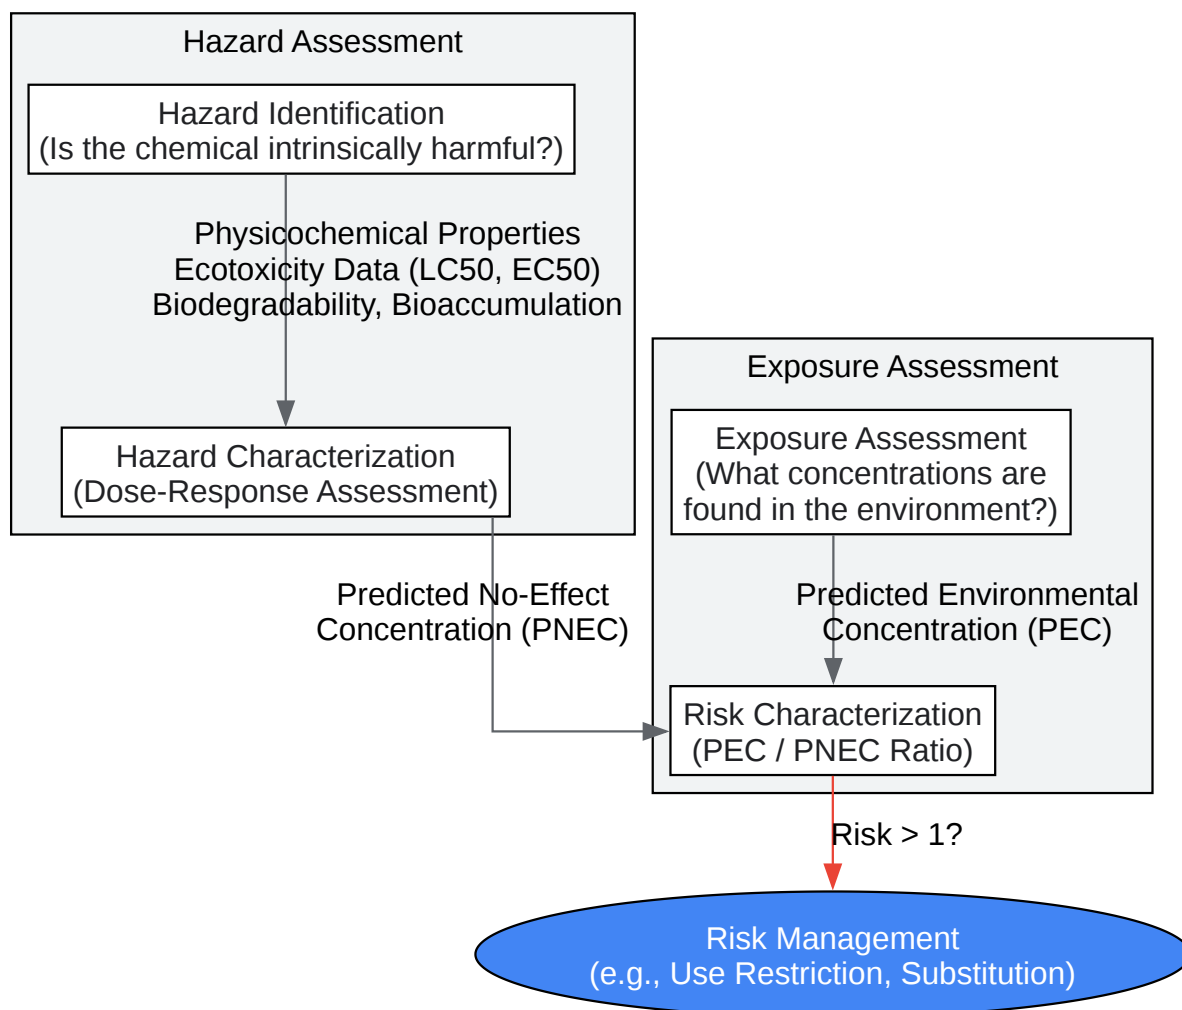 Hazard Assessment
Hazard Identification
(Is the chemical intrinsically harmful?)
Physicochemical Properties
Ecotoxicity Data (LC50, EC50)
Biodegradability, Bioaccumulation
Hazard Characterization
(Dose-Response Assessment)
Exposure Assessment
Exposure Assessment
(What concentrations are
found in the environment?)
Predicted No-Effect
Concentration (PNEC)
Predicted Environmental
Concentration (PEC)
Risk Characterization
(PEC / PNEC Ratio)
Risk > 1?
Risk Management
(e.g., Use Restriction, Substitution)